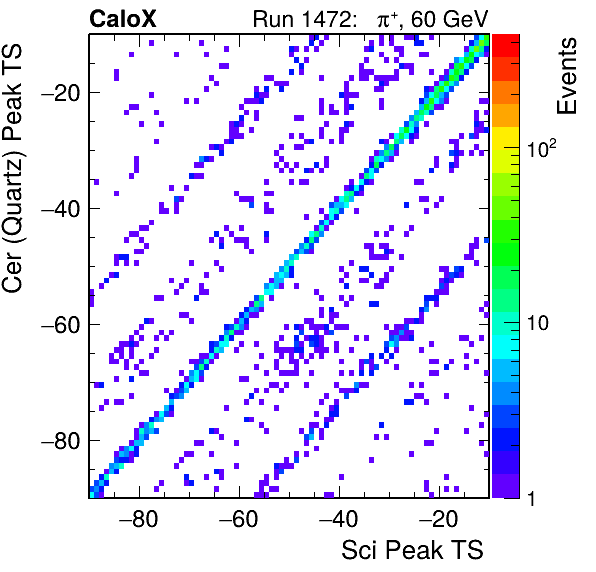 CaloX Run 1472: π⁺, 60 GeV
Cer (Quartz) Peak TS
Events
−20
−40
−60
−80
10²
10
1
−80 −60 −40 −20
Sci Peak TS